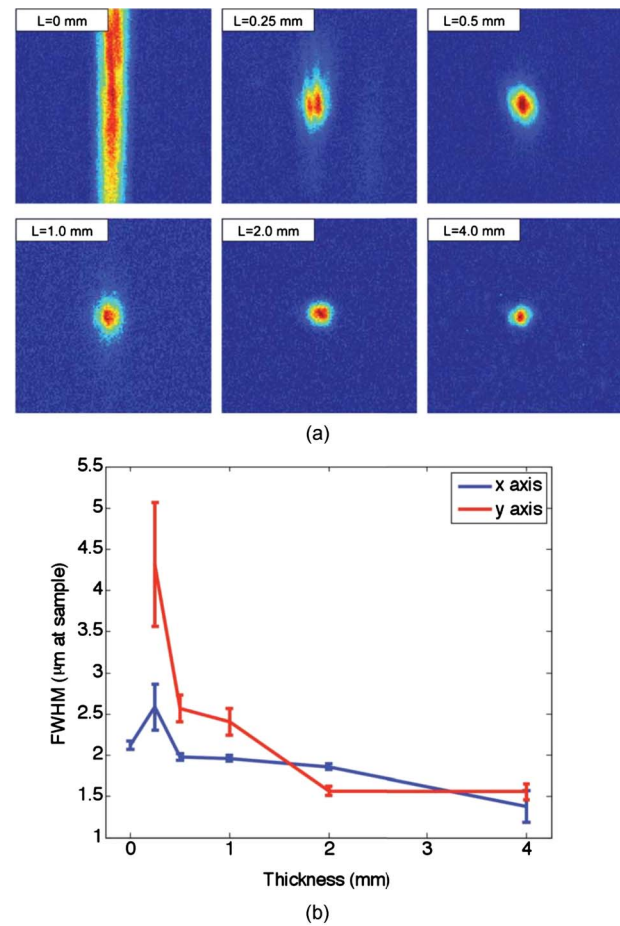 L=0 mm L=0.25 mm L=0.5 mm
L=1.0 mm L=2.0 mm L=4.0 mm
(a)
5.5
5
4.5
4
3.5
3
2.5
2
1.5
1
FWHM (μm at sample)
x axis
y axis
0 1 2 3 4
Thickness (mm)
(b)